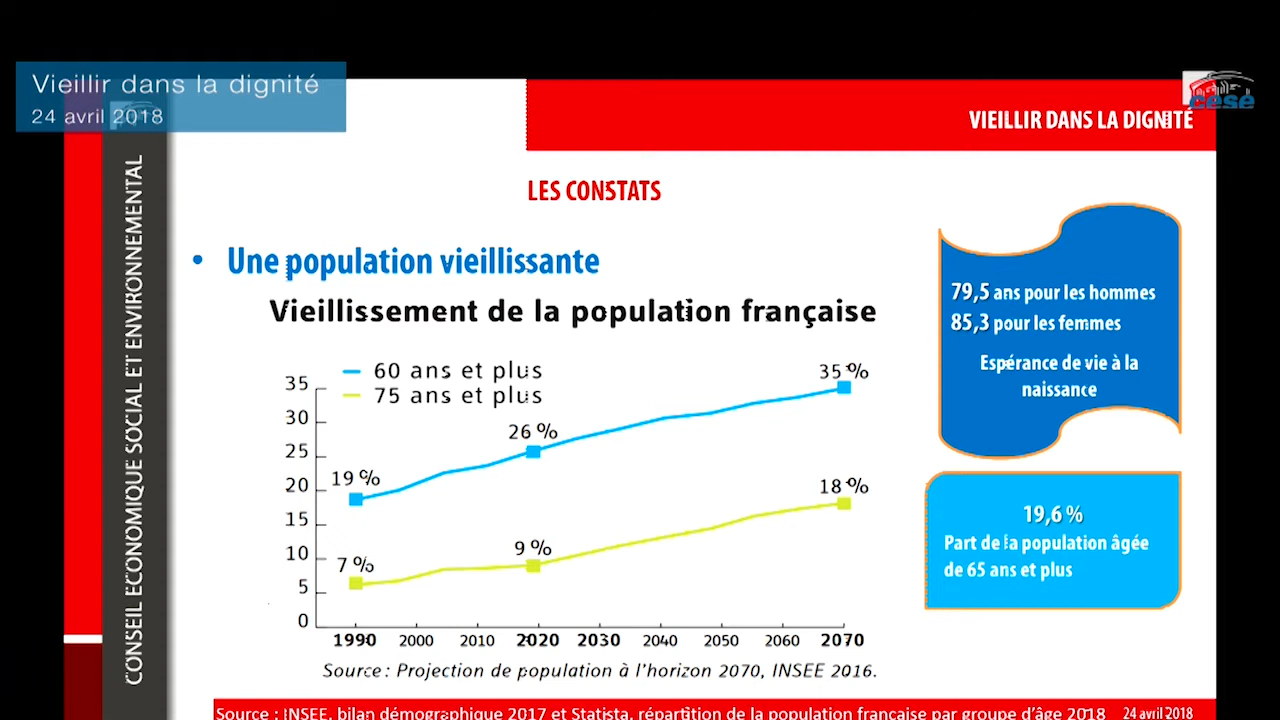 Vieillir dans la dignité
24 avril 2018
cese
VIEILLIR DANS LA DIGNITÉ
CONSEIL ECONOMIQUE SOCIAL ET ENVIRONNEMENTAL
LES CONSTATS
• Une population vieillissante
Vieillissement de la population française
60 ans et plus
75 ans et plus
35
30
25
20
15
10
5
0
19 %
26 %
35 %
7 %
9 %
18 %
1990 2000 2010 2020 2030 2040 2050 2060 2070
Source : Projection de population à l'horizon 2070, INSEE 2016.
79,5 ans pour les hommes
85,3 pour les femmes
Espérance de vie à la
naissance
19,6 %
Part de la population âgée
de 65 ans et plus
Source : INSEE, bilan démographique 2017 et Statista, répartition de la population française par groupe d'âge 2018
24 avril 2018